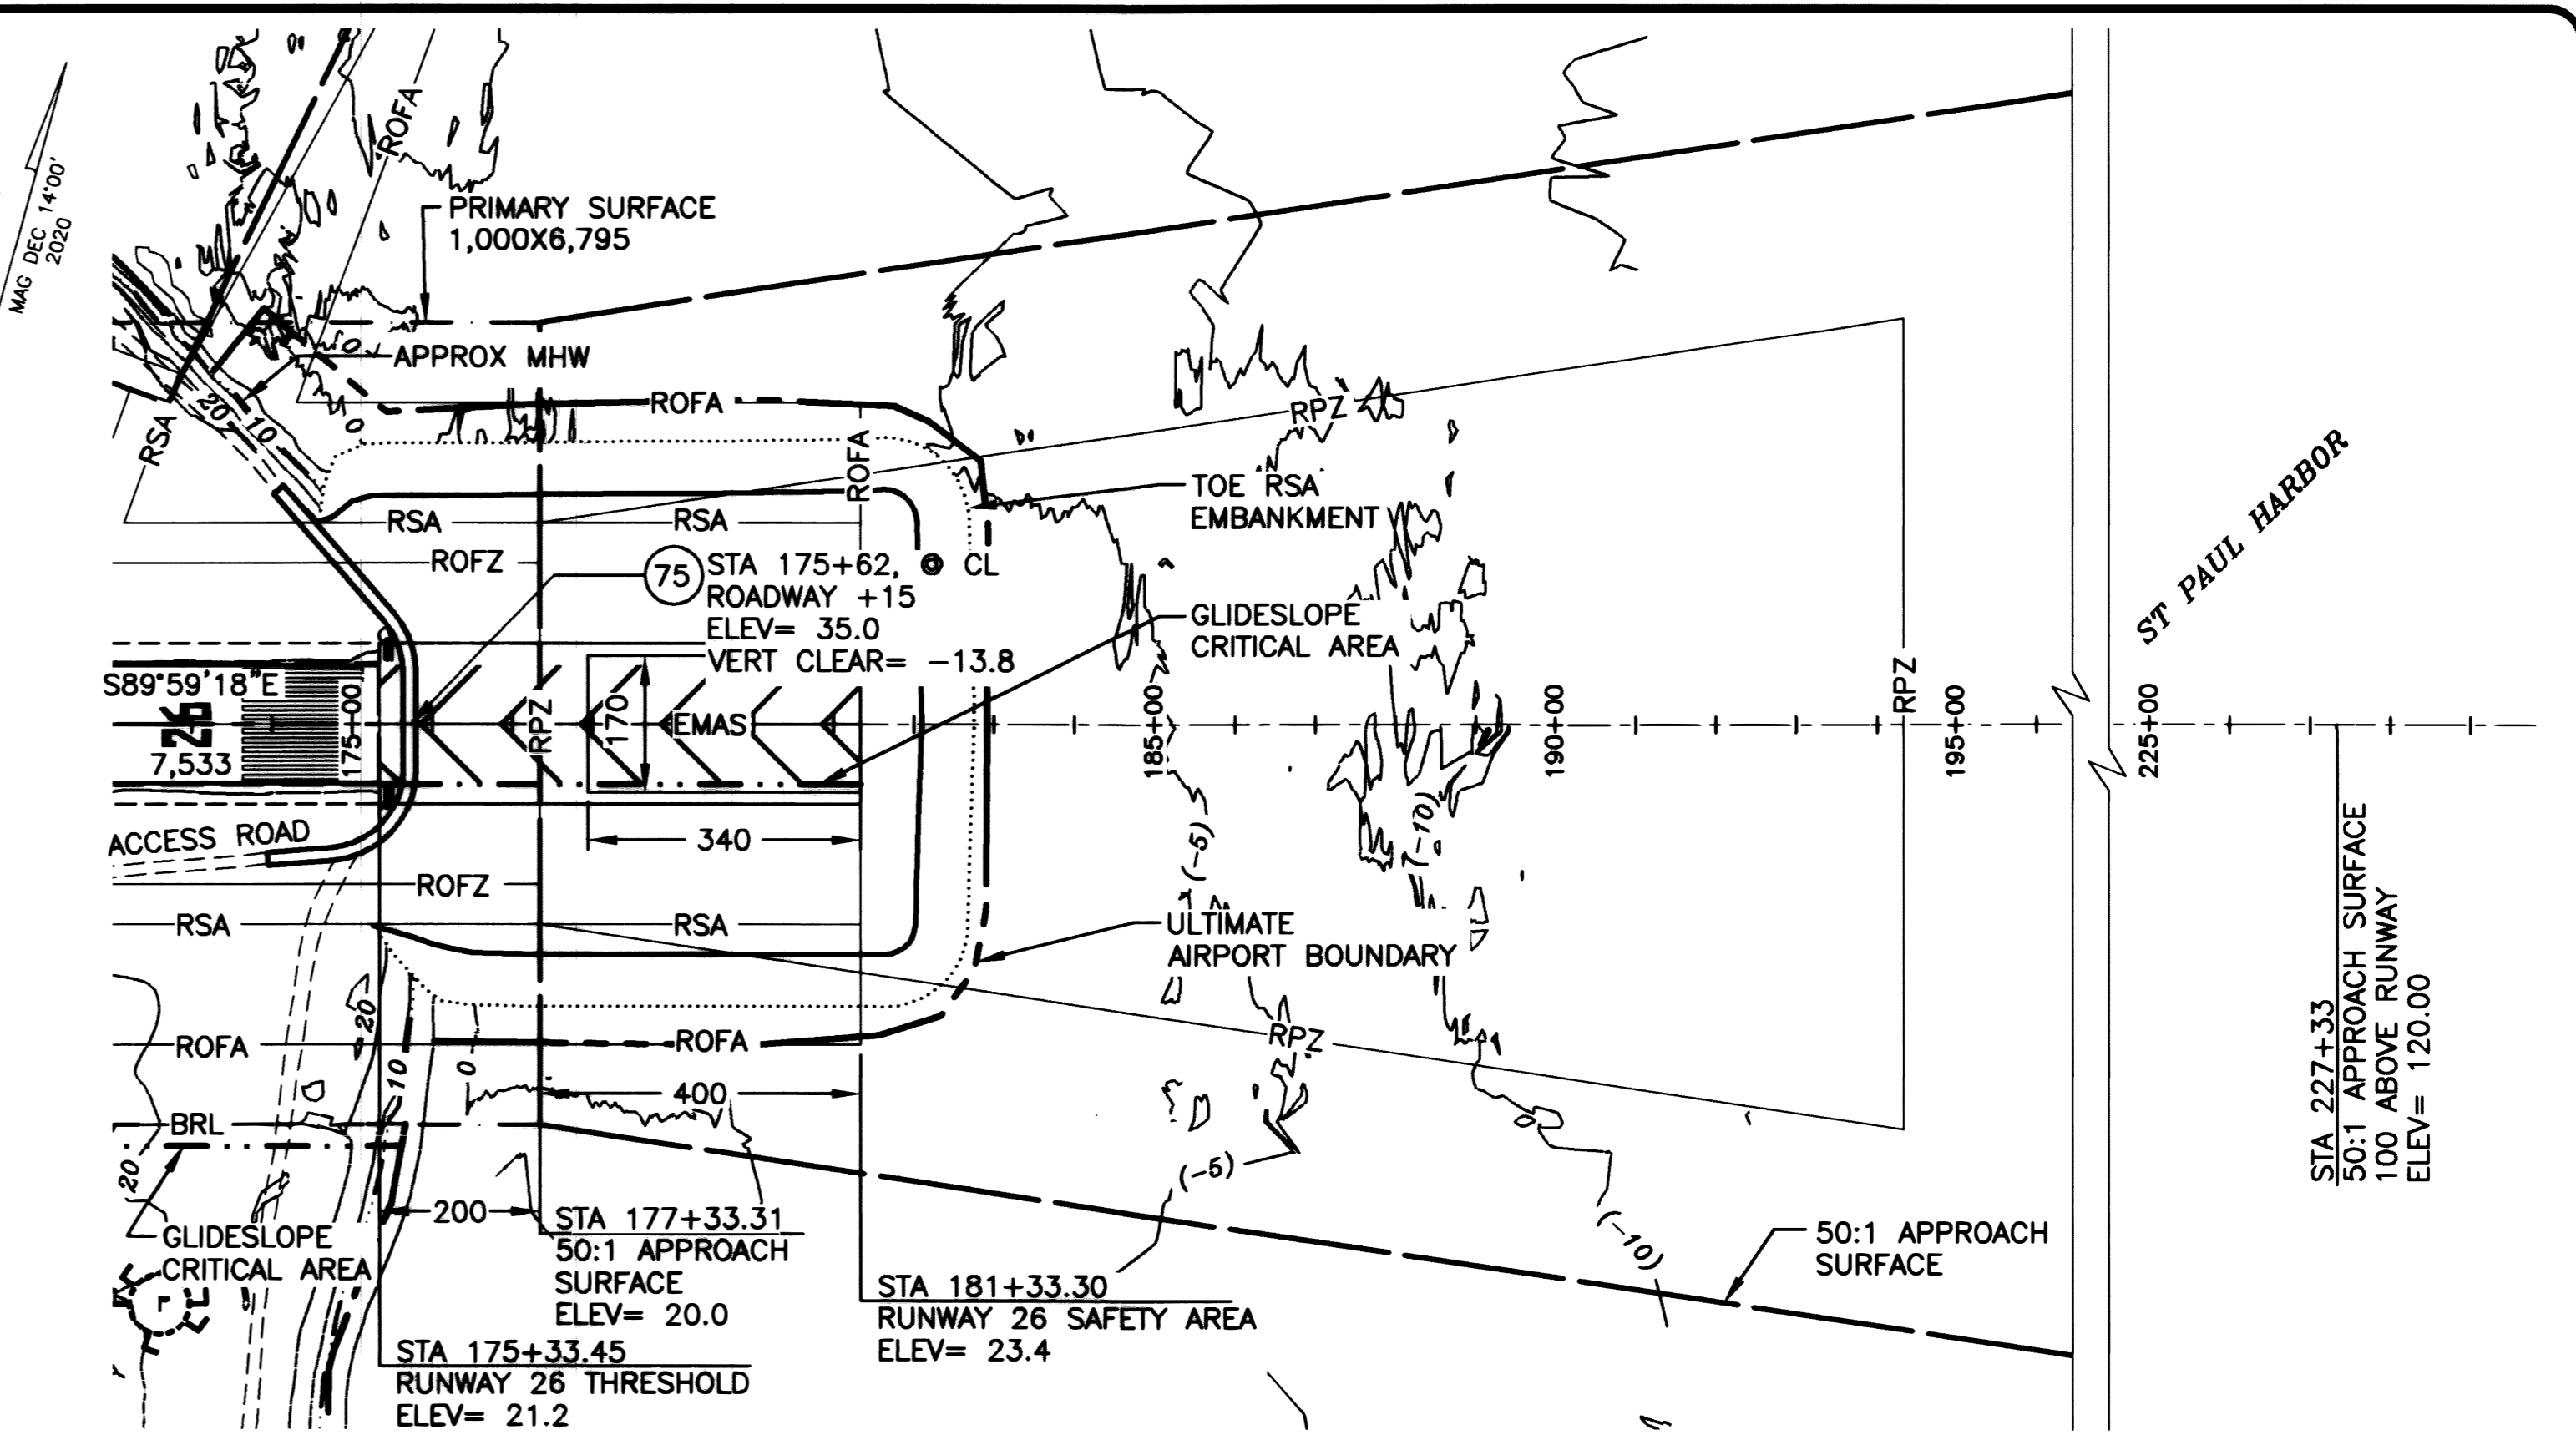 MAG DEC 14°00'
2020
ROFA
PRIMARY SURFACE
1,000X6,795
APPROX MHW
0
20
10
0
RSA
ROFA
ROFA
RPZ
RSA
RSA
ROFZ
TOE RSA
EMBANKMENT
75
STA 175+62,
ROADWAY +15
ELEV= 35.0
VERT CLEAR= -13.8
CL
GLIDESLOPE
CRITICAL AREA
ST PAUL HARBOR
S89°59'18"E
26
7,533
175+00
RPZ
170
EMAS
185+00
190+00
RPZ
195+00
225+00
ACCESS ROAD
340
(-5)
(-10)
ROFZ
RSA
RSA
ULTIMATE
AIRPORT BOUNDARY
20
ROFA
10
0
ROFA
RPZ
400
BRL
20
(-5)
200
GLIDESLOPE
CRITICAL AREA
STA 177+33.31
50:1 APPROACH
SURFACE
ELEV= 20.0
(-10)
50:1 APPROACH
SURFACE
STA 227+33
50:1 APPROACH SURFACE
100 ABOVE RUNWAY
ELEV= 120.00
STA 181+33.30
RUNWAY 26 SAFETY AREA
ELEV= 23.4
STA 175+33.45
RUNWAY 26 THRESHOLD
ELEV= 21.2